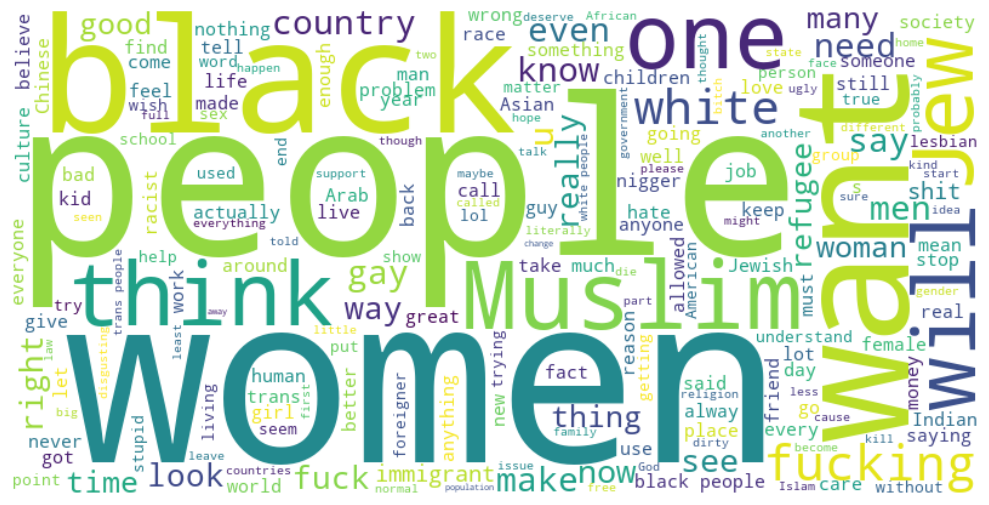 black
people
women
want
will
jew
one
Muslim
think
white
country
good
nothing
find
tell
come
word
feel
wish
life
full
made
sex
happen
man
two
problem
year
enough
race
wrong
deserve
African
something
even
know
many
need
society
someone
home
state
thought
face
person
love
ugly
still
true
probably
children
matter
Asian
hope
bitch
government
another
different
believe
Chinese
culture
school
end
though
u
talk
really
going
well
group
say
lesbian
bad
kid
seen
racist
used
actually
everything
support
Arab
live
told
maybe
call
called
lol
back
guy
literally
change
white people
nigger
please
hate
anyone
might
job
keep
refugee
s
shit
men
kind
start
sure
idea
woman
mean
stop
must
everyone
try
trans people
help
work
least
away
around
show
gay
way
great
take
much
die
part
American
allowed
Jewish
gender
real
give
right
law
let
big
disgusting
stupid
living
leave
human
trans
girl
seem
first
little
put
better
foreigner
anything
new
trying
fact
thing
family
reason
getting
said
religion
alway
place
dirty
use
friend
understand
lot
day
less
go
every
cause
kill
become
female
money
Indian
saying
never
got
point
time
look
normal
countries
world
population
fuck
issue
immigrant
make
now
free
God
see
black people
Islam
care
without
fucking